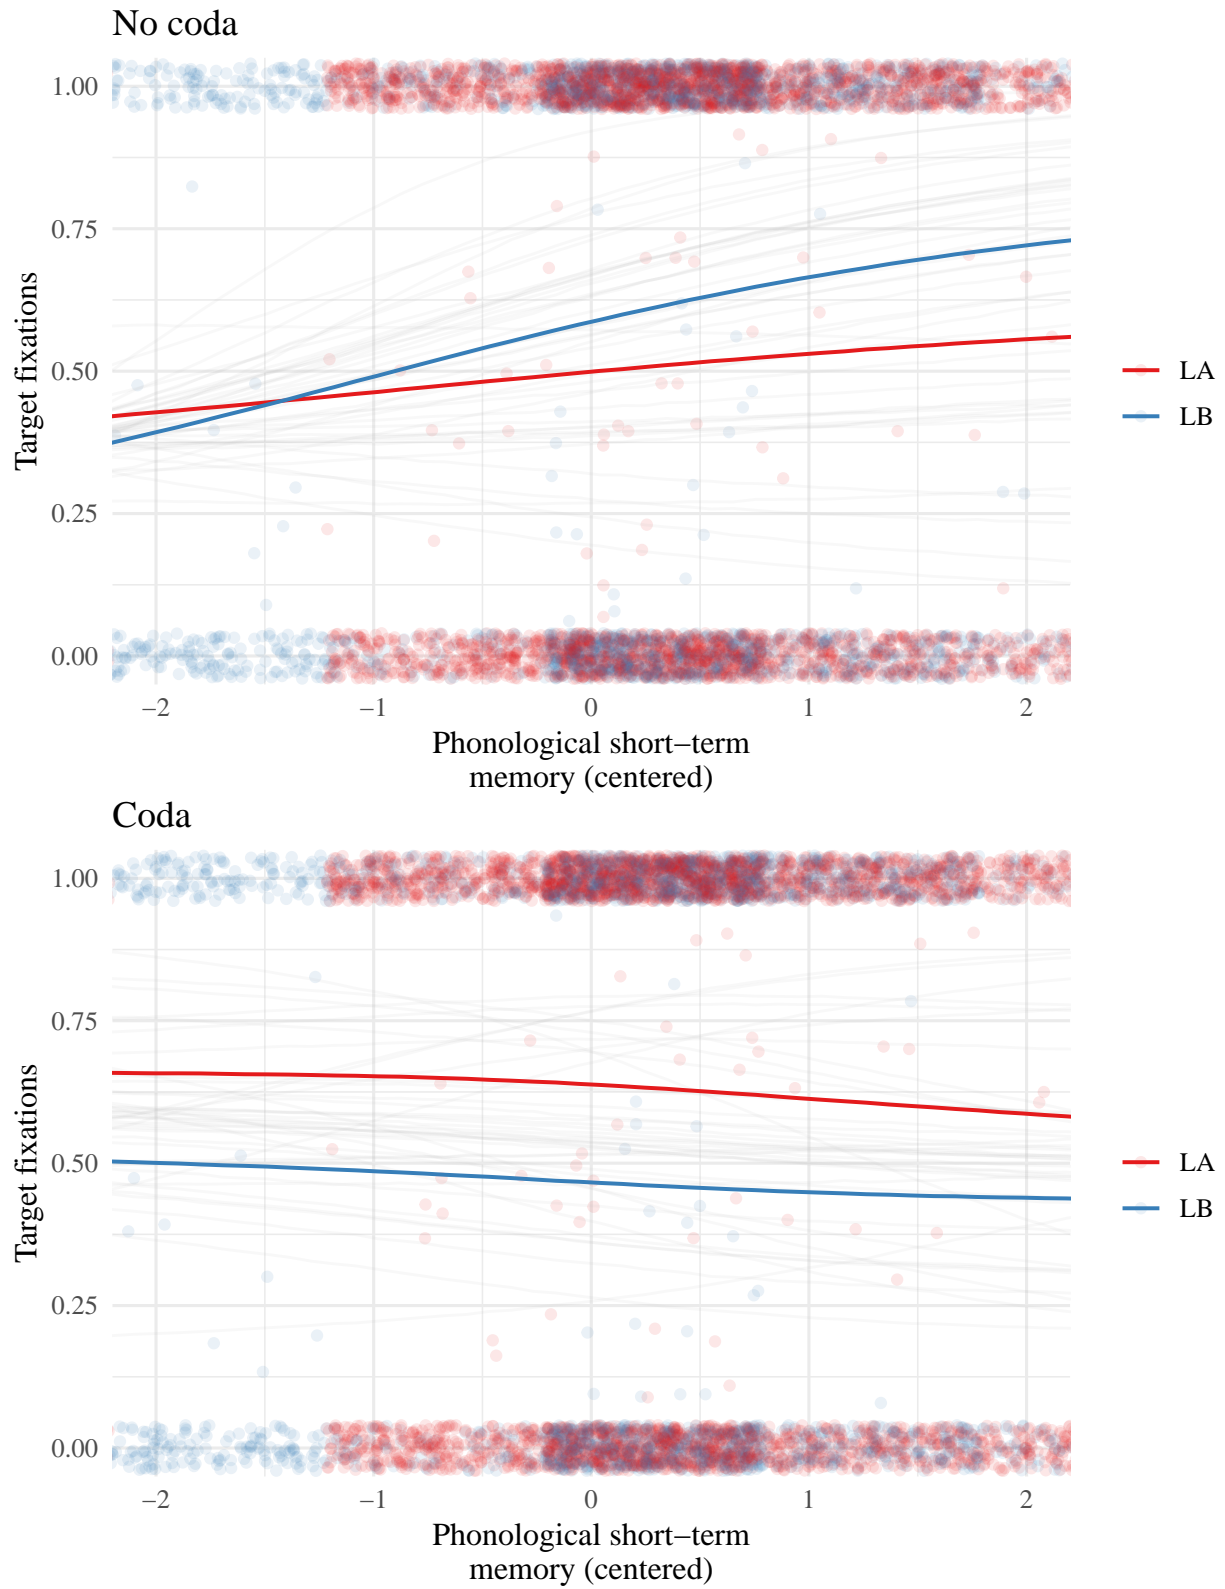 No coda
1.00
0.75
0.50
0.25
0.00
Target fixations
−2 −1 0 1 2
Phonological short−term
memory (centered)
LA
LB
Coda
1.00
0.75
0.50
0.25
0.00
Target fixations
−2 −1 0 1 2
Phonological short−term
memory (centered)
LA
LB